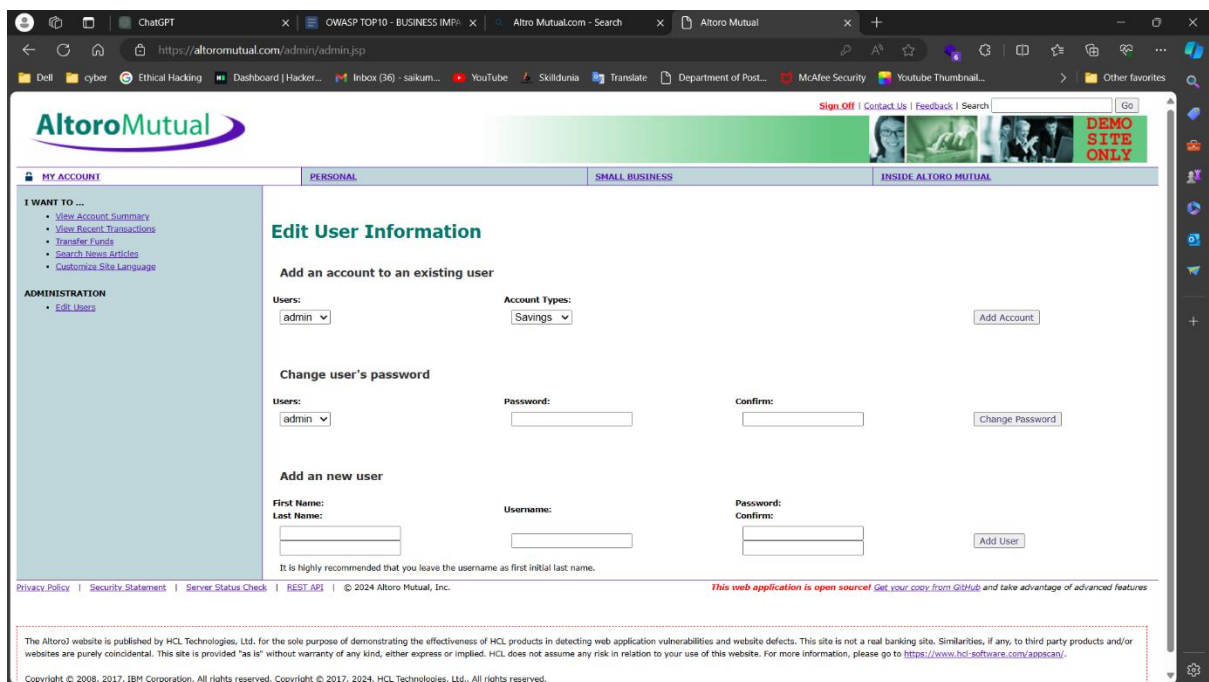 ChatGPT
OWASP TOP10 - BUSINESS IMPA
Altro Mutual.com - Search
Altoro Mutual
https://altoromutual.com/admin/admin.jsp
6
Dell cyber Ethical Hacking Dashboard | Hacker... Inbox (36) - saikum... YouTube Skilldunia Translate Department of Post... McAfee Security Youtube Thumbnail... Other favorites
Sign Off | Contact Us | Feedback | Search Go
AltoroMutual
DEMO
SITE
ONLY
MY ACCOUNT PERSONAL SMALL BUSINESS INSIDE ALTORO MUTUAL
I WANT TO ...
• View Account Summary
• View Recent Transactions
• Transfer Funds
• Search News Articles
• Customize Site Language
ADMINISTRATION
• Edit Users
Edit User Information
Add an account to an existing user
Users: Account Types:
admin Savings Add Account
Change user's password
Users: Password: Confirm:
admin Change Password
Add an new user
First Name:
Last Name:
Username:
Password:
Confirm:
Add User
It is highly recommended that you leave the username as first initial last name.
Privacy Policy | Security Statement | Server Status Check | REST API | © 2024 Altoro Mutual, Inc.
This web application is open source! Get your copy from GitHub and take advantage of advanced features
The AltoroJ website is published by HCL Technologies, Ltd. for the sole purpose of demonstrating the effectiveness of HCL products in detecting web application vulnerabilities and website defects. This site is not a real banking site. Similarities, if any, to third party products and/or
websites are purely coincidental. This site is provided "as is" without warranty of any kind, either express or implied. HCL does not assume any risk in relation to your use of this website. For more information, please go to https://www.hcl-software.com/appscan/.
Copyright © 2008, 2017, IBM Corporation, All rights reserved. Copyright © 2017, 2024, HCL Technologies, Ltd., All rights reserved.